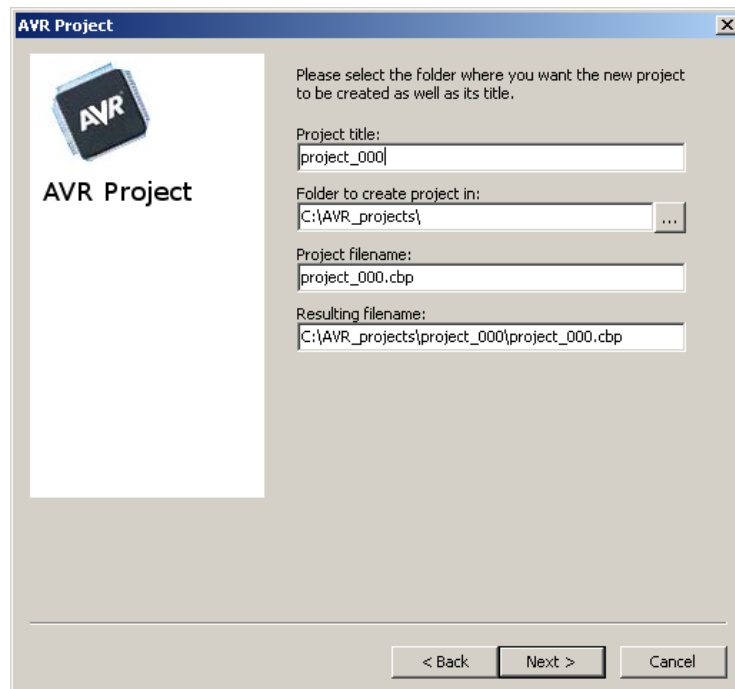 AVR Project
AVR
AVR Project
Please select the folder where you want the new project
to be created as well as its title.
Project title:
project_000
Folder to create project in:
C:\AVR_projects\
...
Project filename:
project_000.cbp
Resulting filename:
C:\AVR_projects\project_000\project_000.cbp
< Back
Next >
Cancel